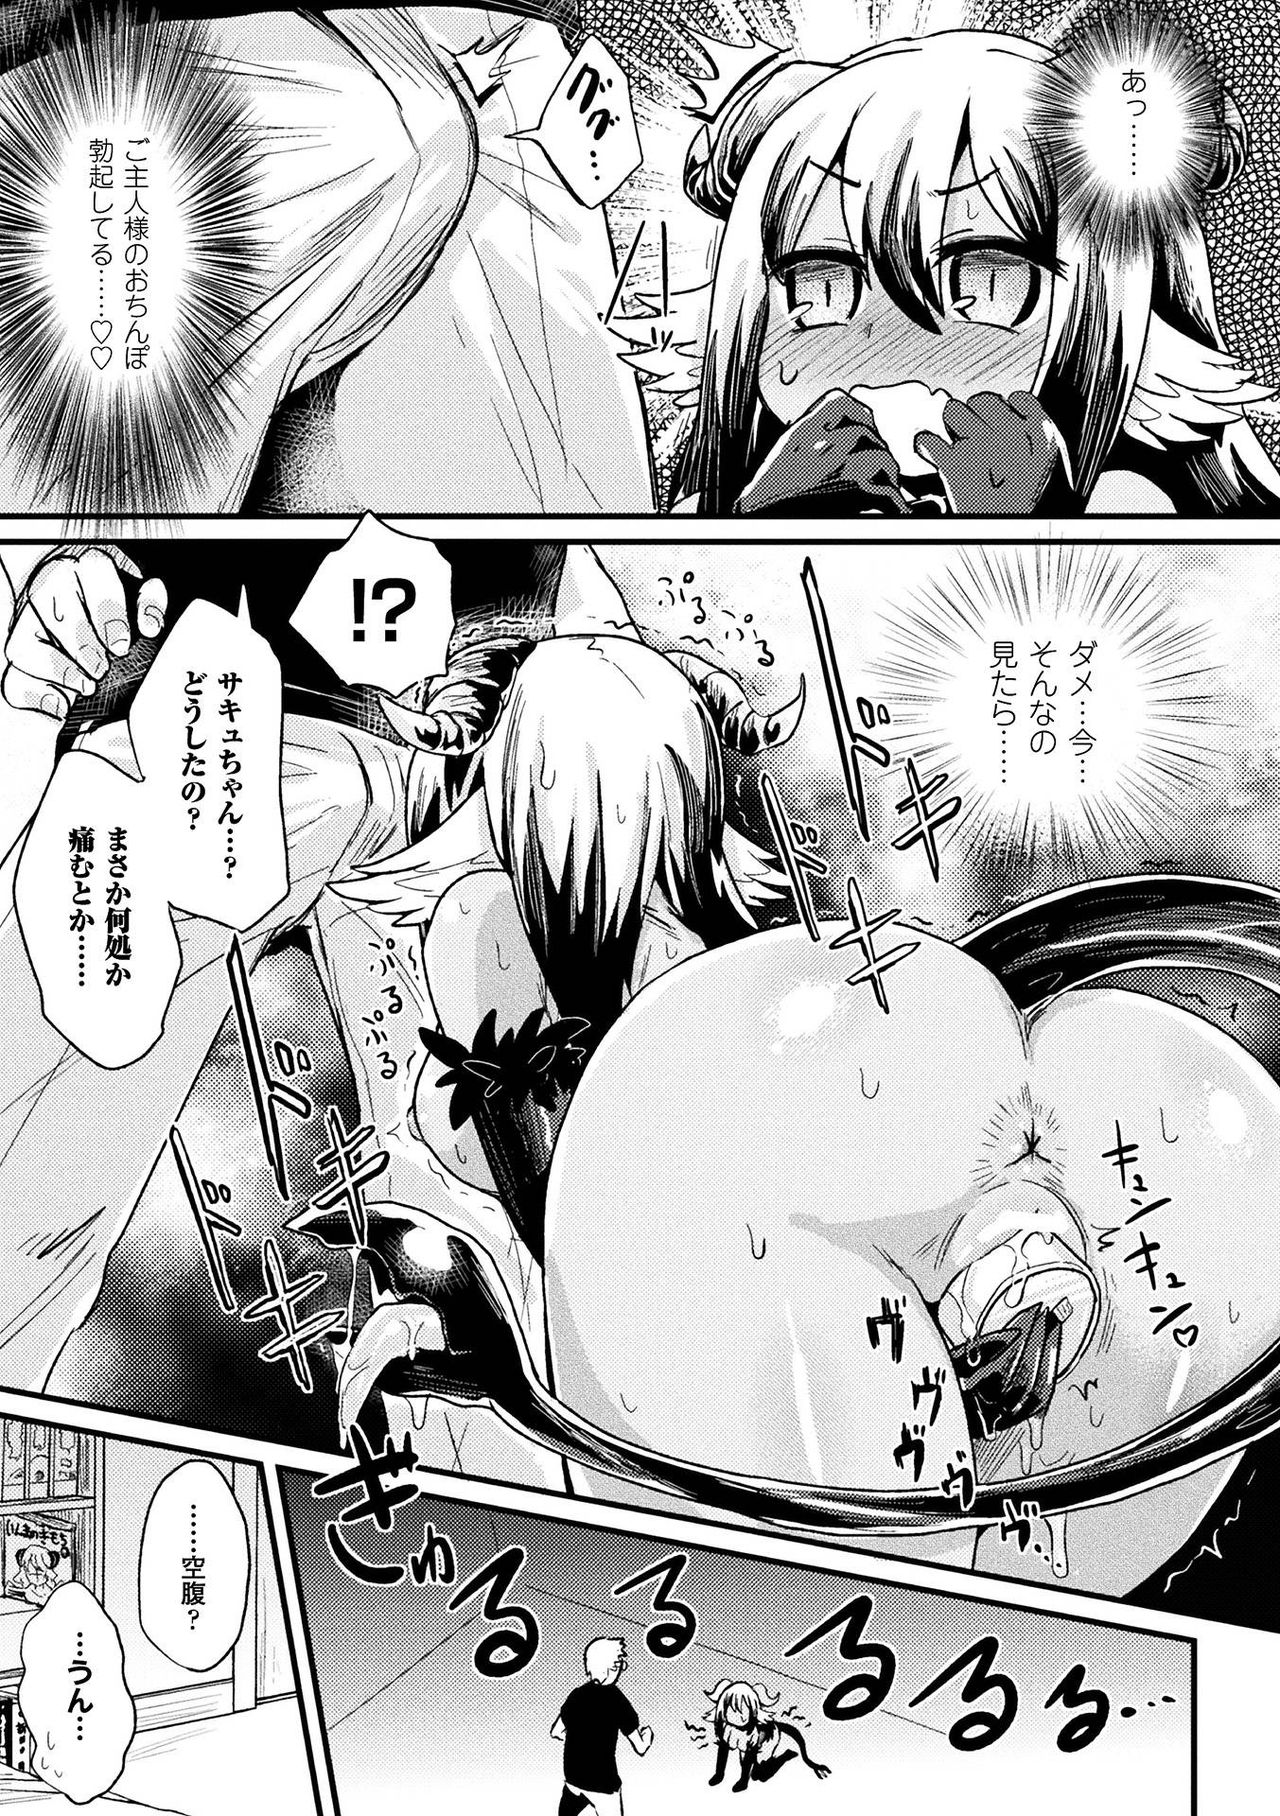 あっ……
グググ…
ご主人様のおちんぽ
勃起してる……♡♡
ダメ…今…
そんなの
見たら……
ぷるぷる
ドキドキ
!?
サキュちゃん…?
どうしたの?
まさか何処か
痛むとか……
ぷるぷる
ドキドキ
キュンキュン♡
ヴヴヴヴ
ぎゅるるるるる…
……空腹?
…うん…